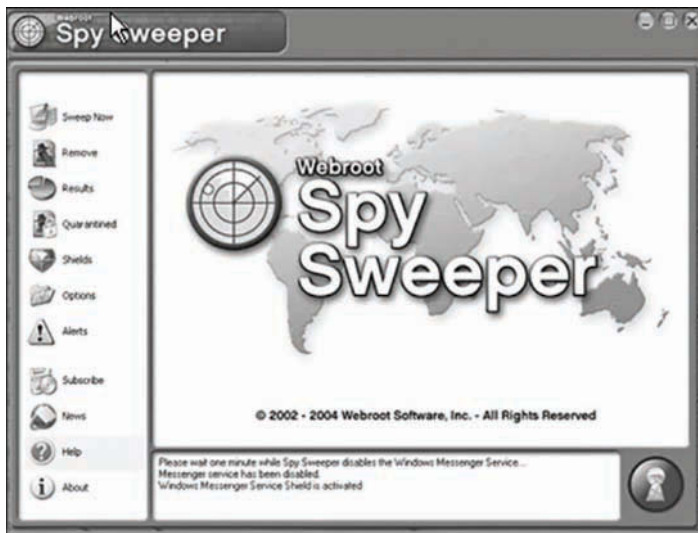 Webroot
Spy Sweeper
Sweep Now
Remove
Results
Quarantined
Shields
Options
Alerts
Subscribe
News
Help
About
Webroot
Spy
Sweeper
© 2002 - 2004 Webroot Software, Inc. - All Rights Reserved
Please wait one minute while Spy Sweeper disables the Windows Messenger Service...
Messenger service has been disabled.
Windows Messenger Service Shield is activated